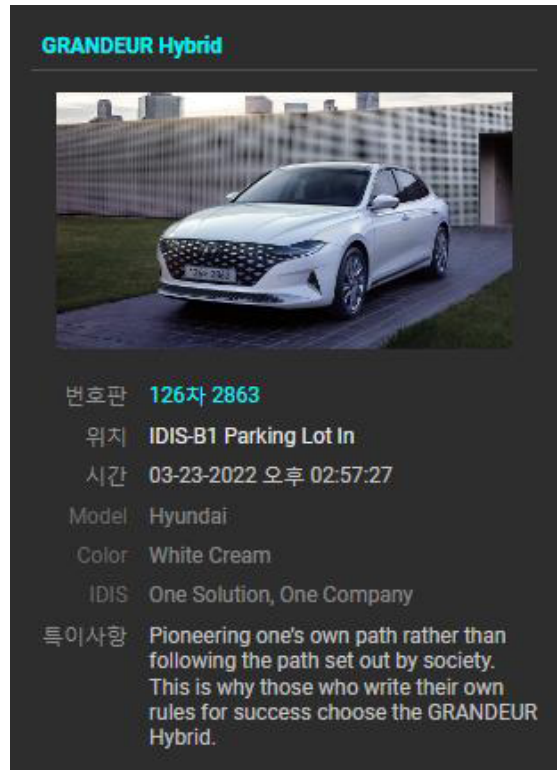 GRANDEUR Hybrid
번호판 126차 2863
위치 IDIS-B1 Parking Lot In
시간 03-23-2022 오후 02:57:27
Model Hyundai
Color White Cream
IDIS One Solution, One Company
특이사항 Pioneering one's own path rather than
following the path set out by society.
This is why those who write their own
rules for success choose the GRANDEUR
Hybrid.